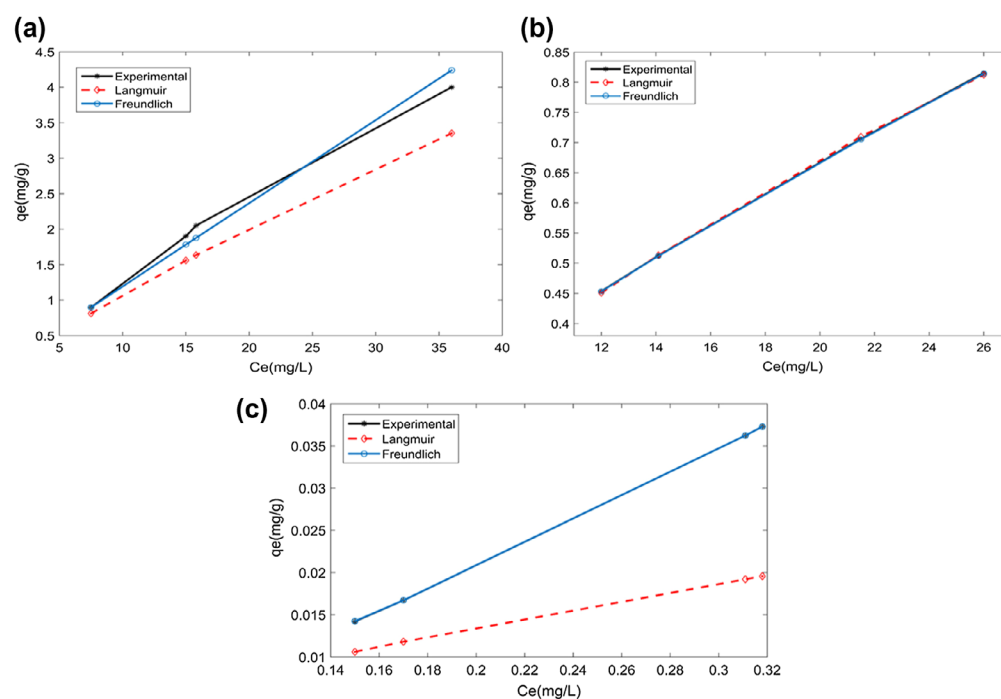 (a)
4.5
4
3.5
3
2.5
2
1.5
1
0.5
qe(mg/g)
Experimental
Langmuir
Freundlich
5 10 15 20 25 30 35 40
Ce(mg/L)
(b)
0.85
0.8
0.75
0.7
0.65
0.6
0.55
0.5
0.45
0.4
qe(mg/g)
Experimental
Langmuir
Freundlich
12 14 16 18 20 22 24 26
Ce(mg/L)
(c)
0.04
0.035
0.03
0.025
0.02
0.015
0.01
qe(mg/g)
Experimental
Langmuir
Freundlich
0.14 0.16 0.18 0.2 0.22 0.24 0.26 0.28 0.3 0.32
Ce(mg/L)